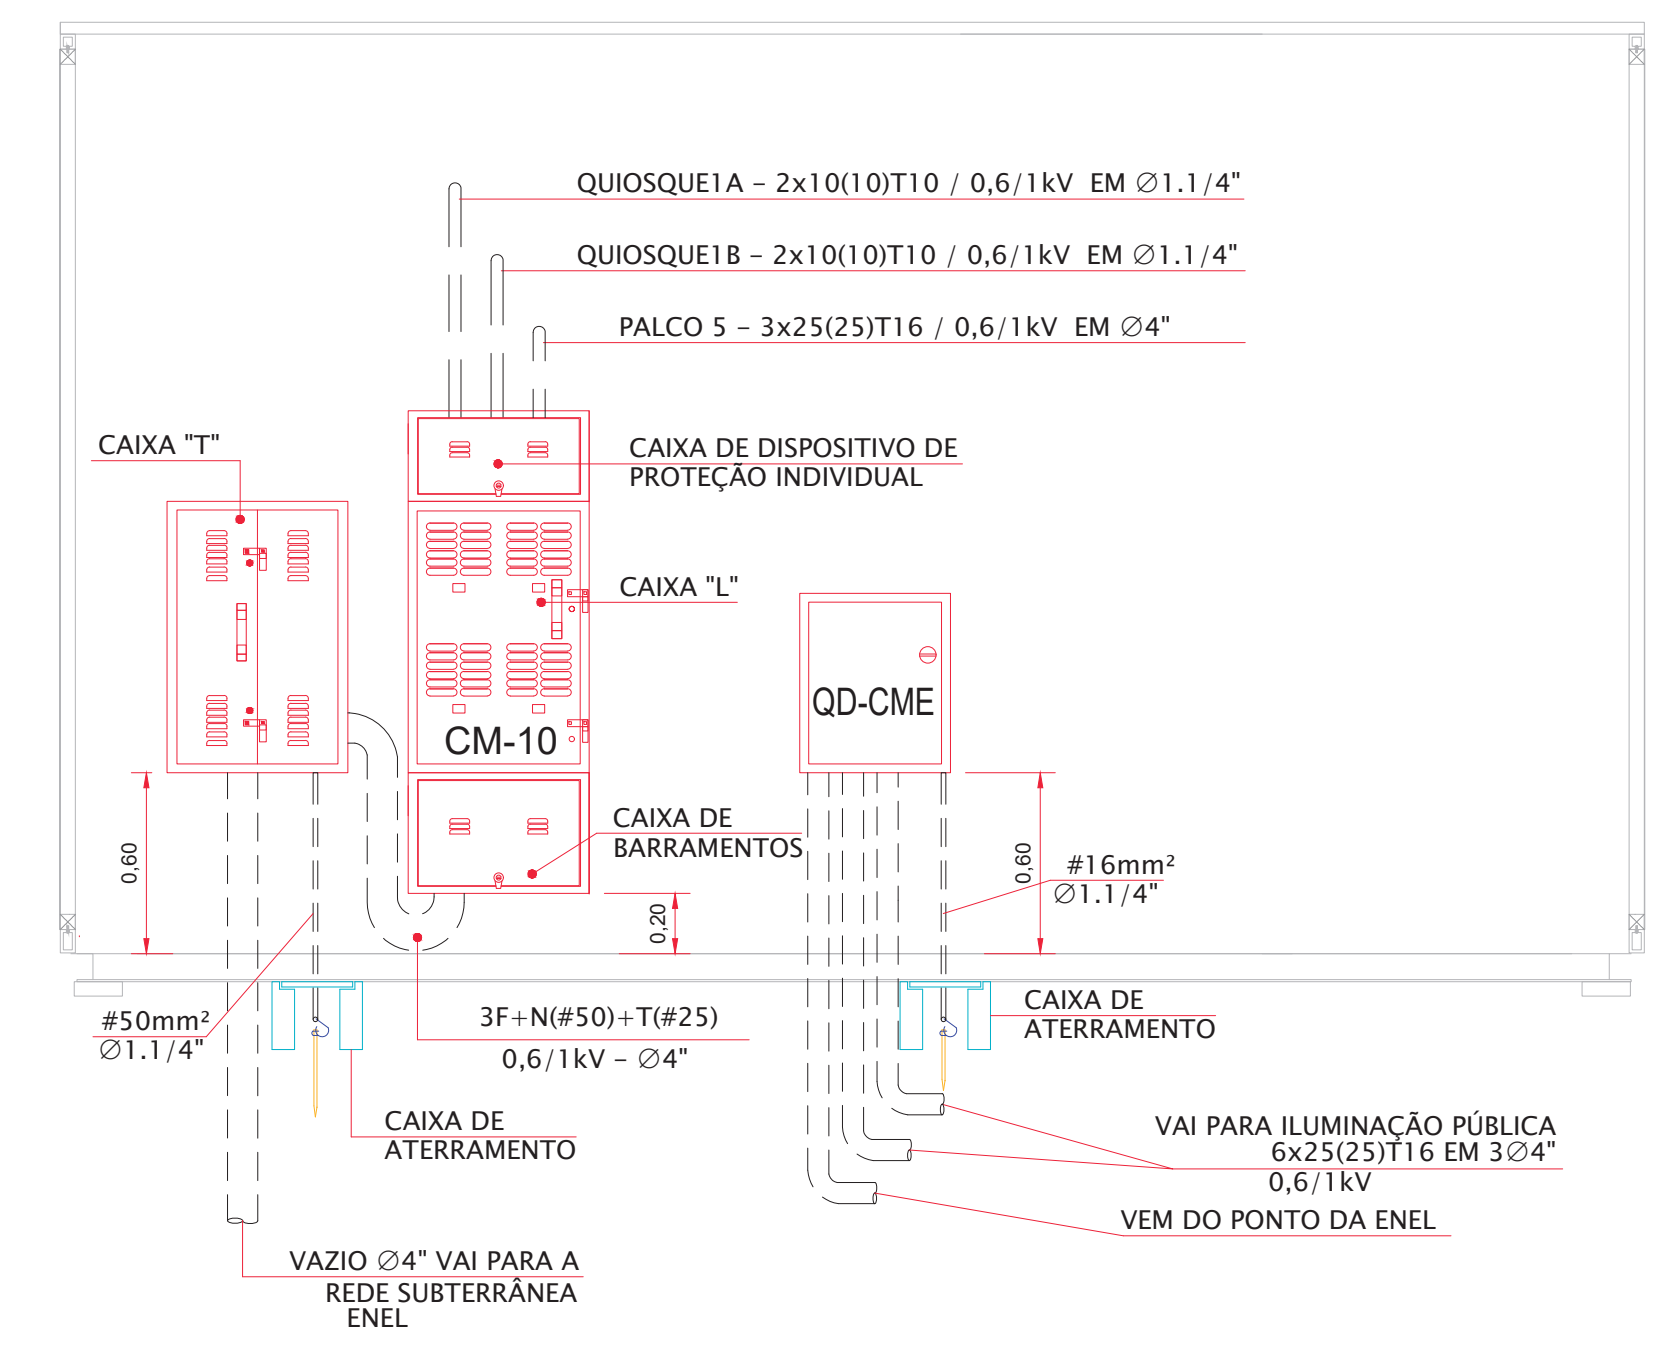 QUIOSQUE1A – 2x10(10)T10 / 0,6/1kV EM ∅1.1/4"
QUIOSQUE1B – 2x10(10)T10 / 0,6/1kV EM ∅1.1/4"
PALCO 5 – 3x25(25)T16 / 0,6/1kV EM ∅4"
CAIXA "T"
CAIXA DE DISPOSITIVO DE
PROTEÇÃO INDIVIDUAL
CAIXA "L"
QD-CME
CM-10
CAIXA DE
BARRAMENTOS
0,60
0,20
0,60
#16mm²
∅1.1/4"
#50mm²
∅1.1/4"
3F+N(#50)+T(#25)
0,6/1kV – ∅4"
CAIXA DE
ATERRAMENTO
CAIXA DE
ATERRAMENTO
VAI PARA ILUMINAÇÃO PÚBLICA
6x25(25)T16 EM 3∅4"
0,6/1kV
VEM DO PONTO DA ENEL
VAZIO ∅4" VAI PARA A
REDE SUBTERRÂNEA
ENEL